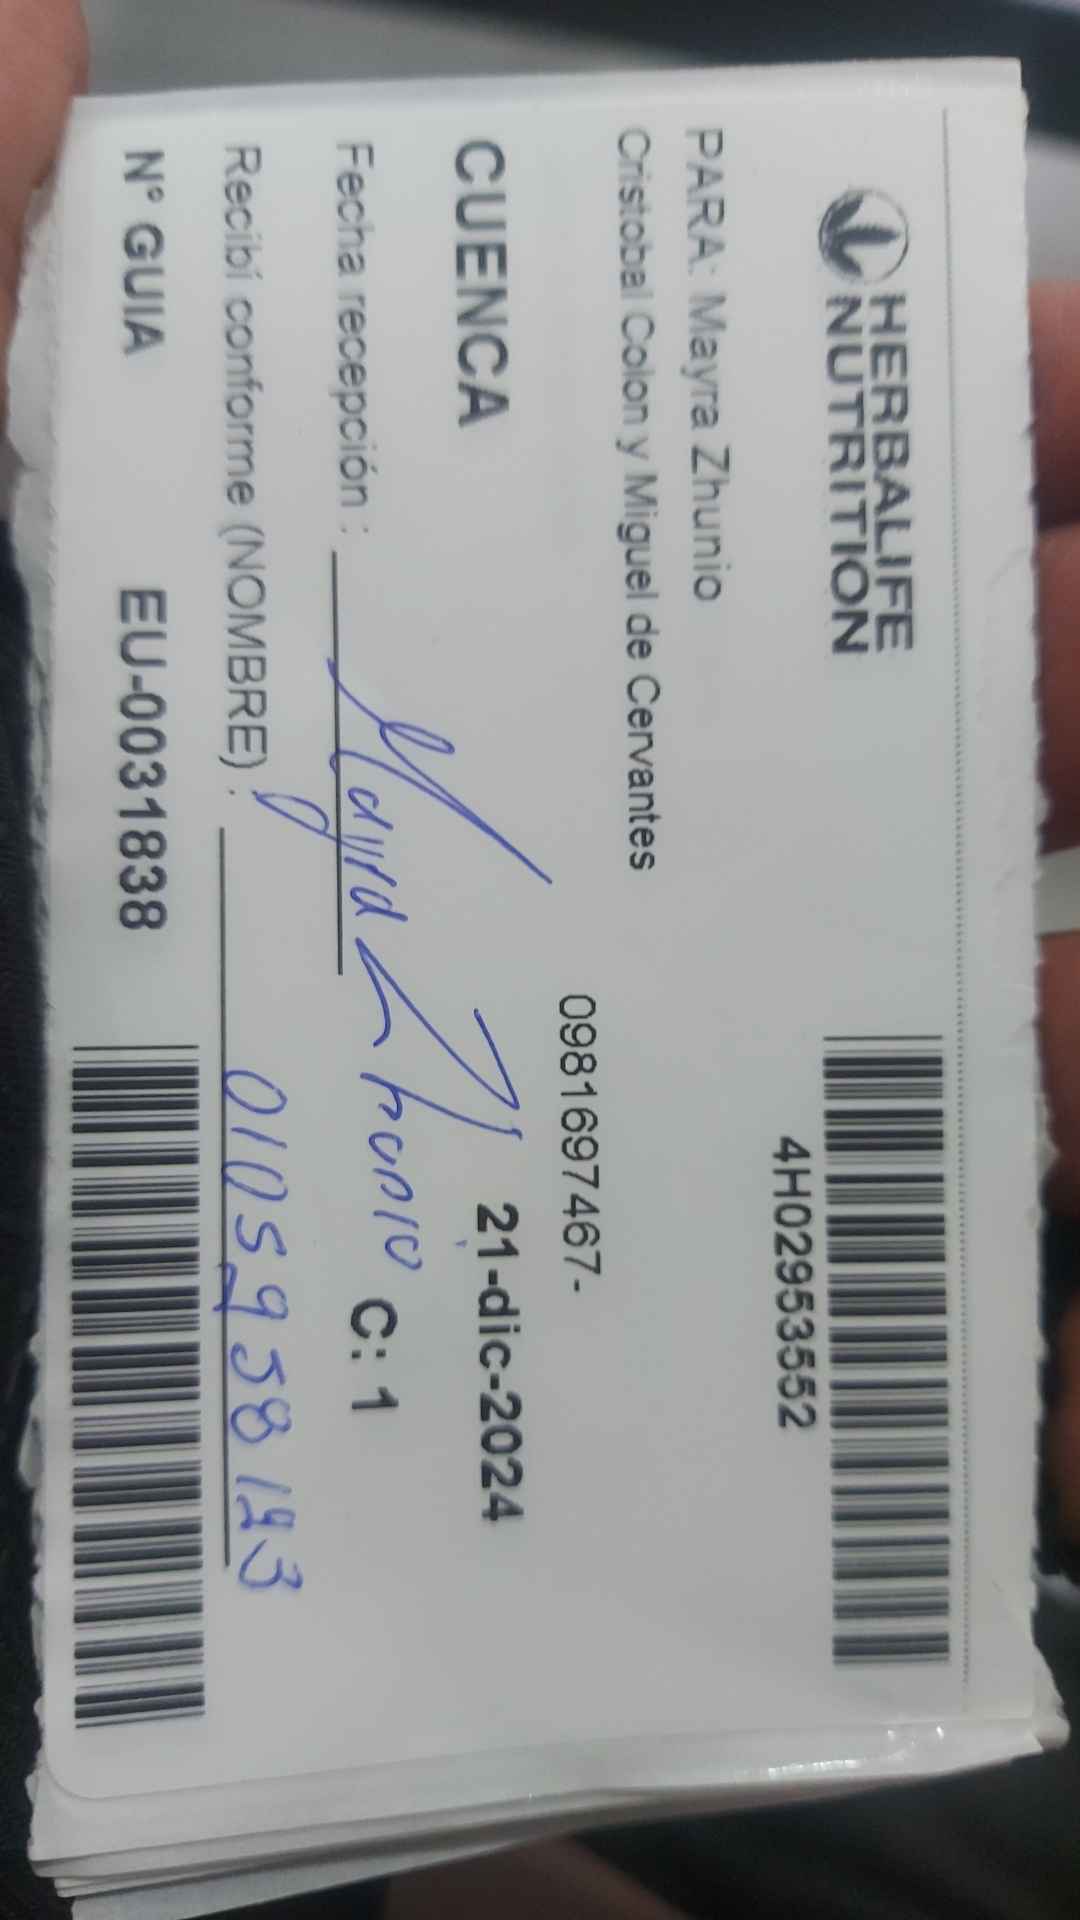 HERBALIFE
NUTRITION
4H02953552
PARA: Mayra Zhunio
Cristobal Colon y Miguel de Cervantes
0981697467-
CUENCA
21-dic-2024
Fecha recepción : Mayra Zhunio C: 1
Recibí conforme (NOMBRE) : 0105958193
Nº GUIA EU-0031838